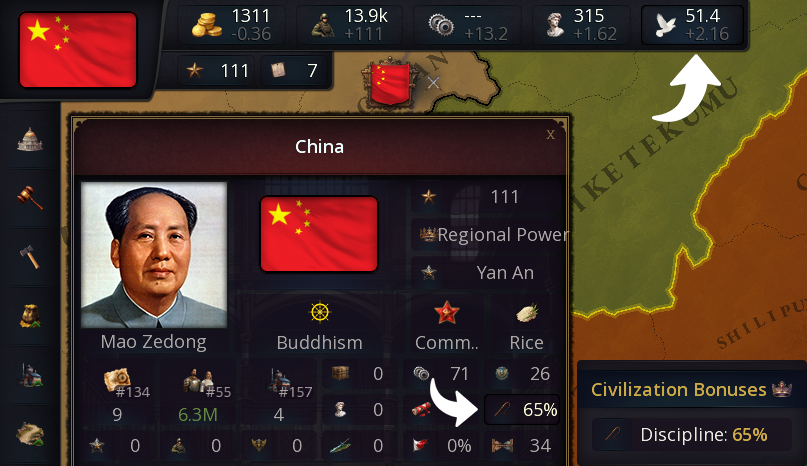 1311 13.9k --- 315 51.4
-0.36 +111 +13.2 +1.62 +2.16
111 7
IKETEKUMU
China x
111
Regional Power
Yan An
Mao Zedong Buddhism Comm.. Rice
SHILIPU
#134 #55 #157 0 71 26
9 6.3M 4 0 65%
0 0 0 0 0% 34
Civilization Bonuses
Discipline: 65%